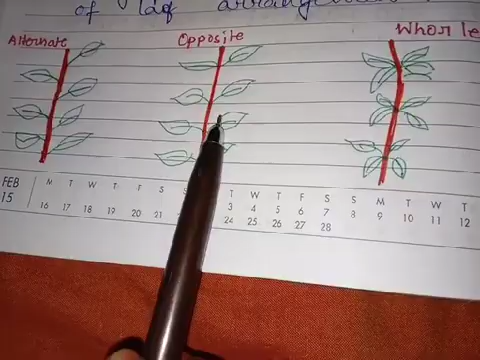 of leaf arrangement
Alternate Opposite Whorle
FEB M T W T F S T W T F S M T W T
15 16 17 18 19 20 21 3 4 5 6 7 8 9 10 11 12
24 25 26 27 28